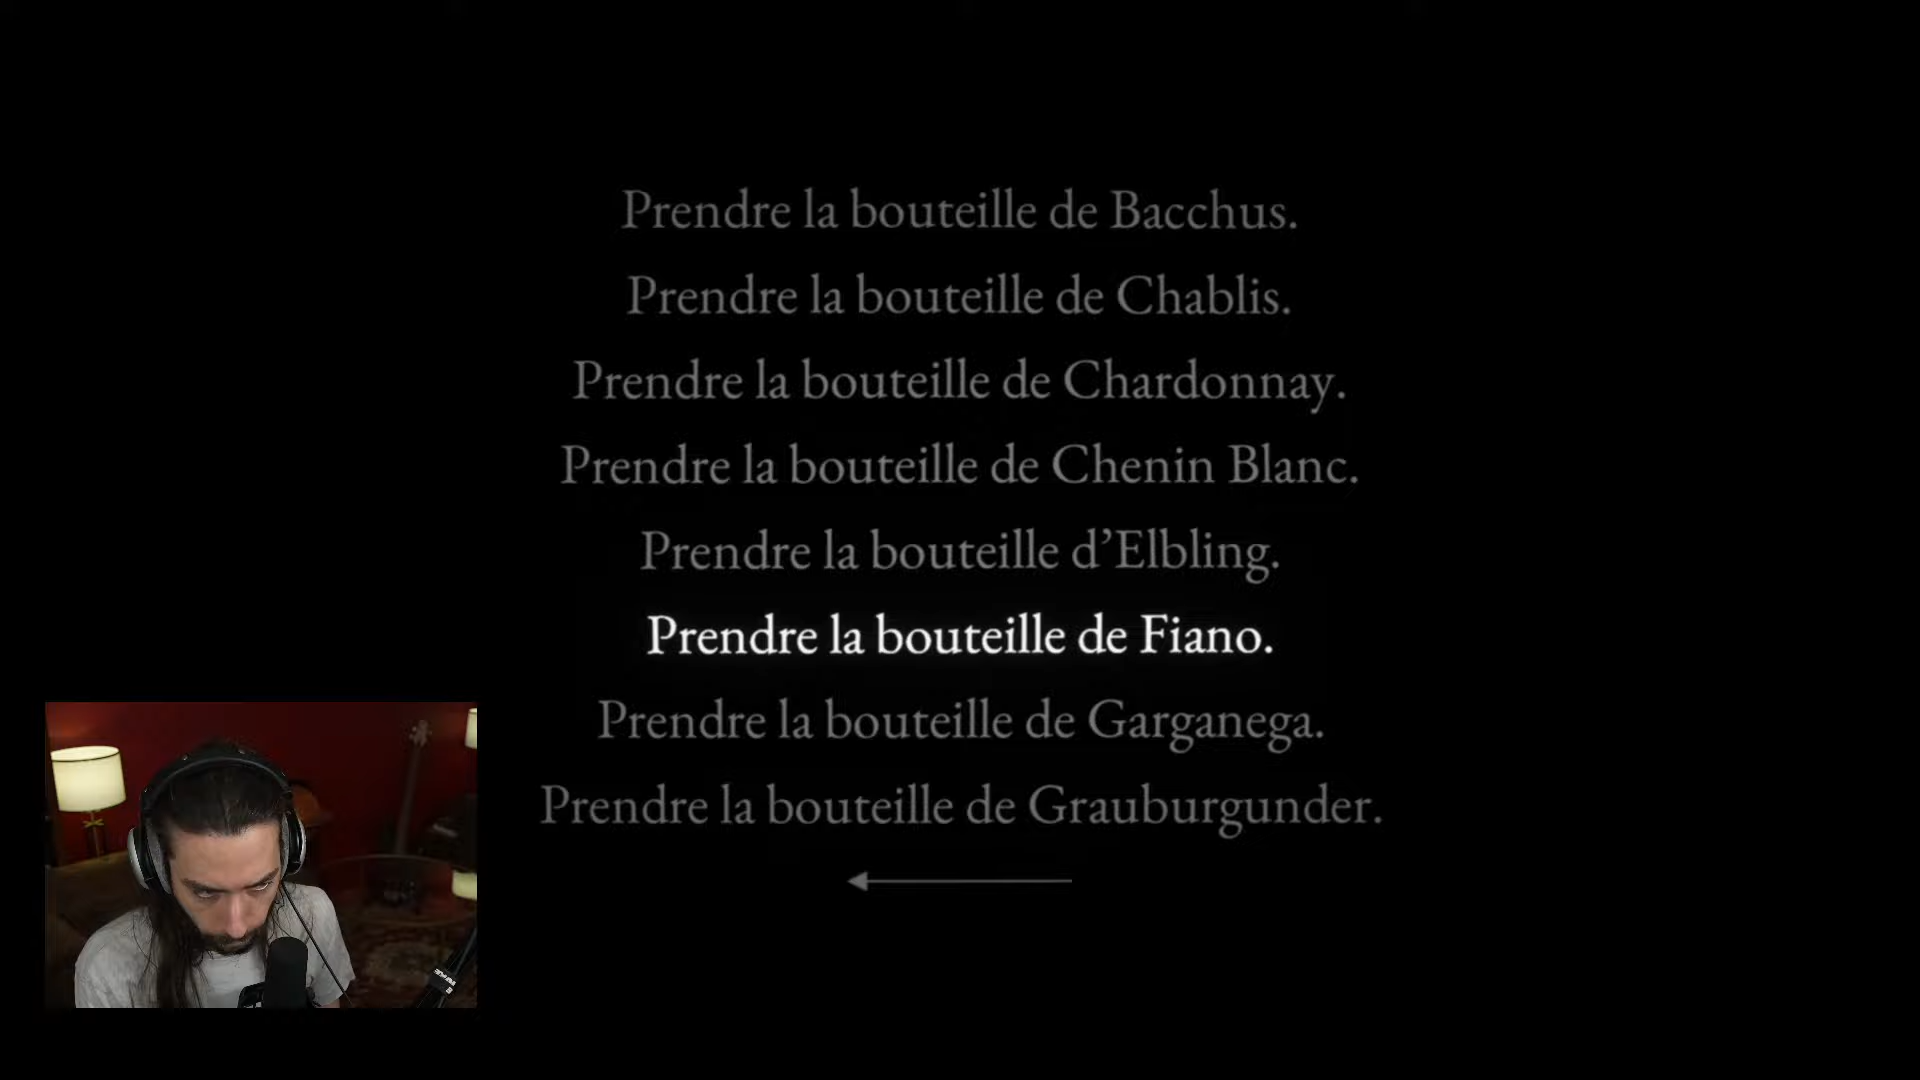 Prendre la bouteille de Bacchus.
Prendre la bouteille de Chablis.
Prendre la bouteille de Chardonnay.
Prendre la bouteille de Chenin Blanc.
Prendre la bouteille d’Elbling.
Prendre la bouteille de Fiano.
Prendre la bouteille de Garganega.
Prendre la bouteille de Grauburgunder.